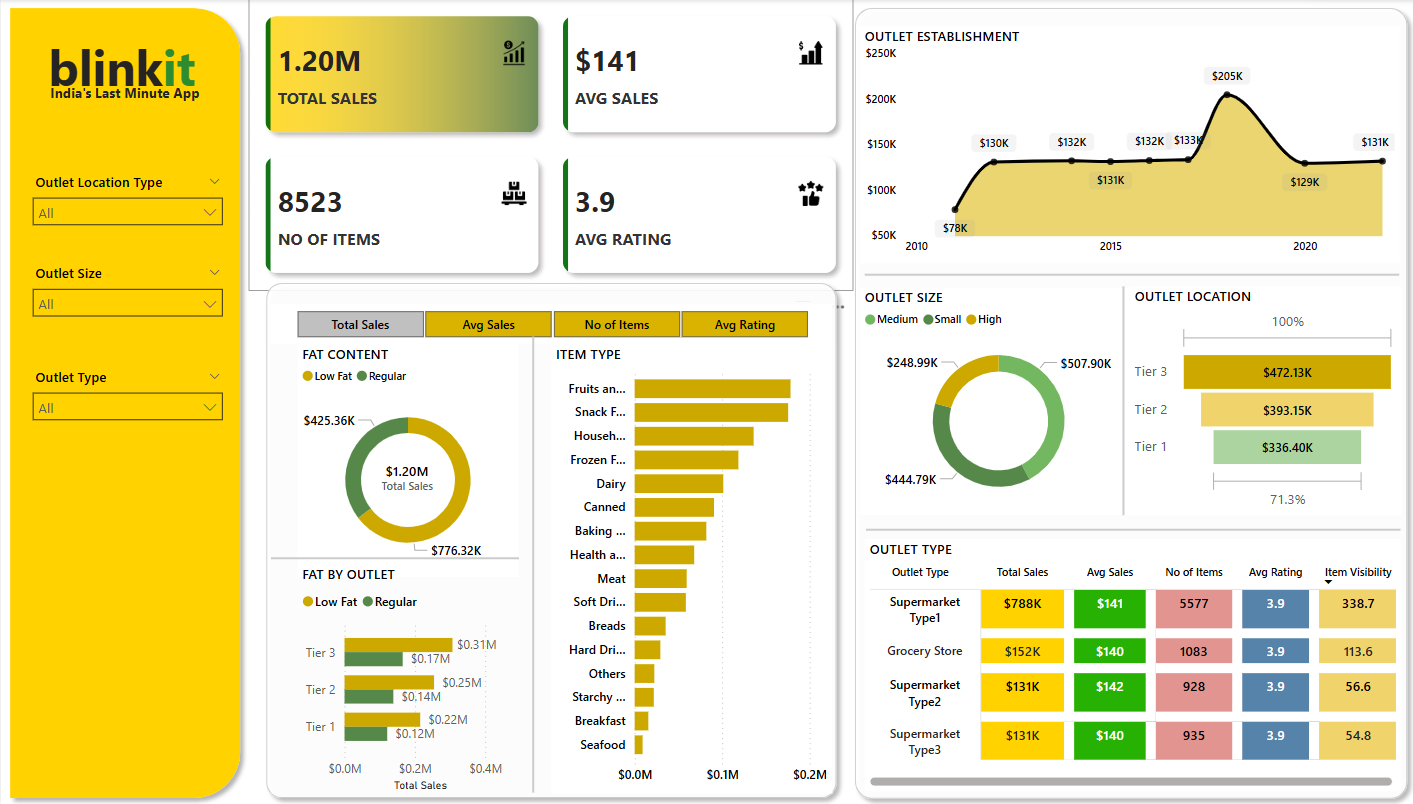 blinkit
India's Last Minute App
Outlet Location Type
All
Outlet Size
All
Outlet Type
All
1.20M
TOTAL SALES
$141
AVG SALES
8523
NO OF ITEMS
3.9
AVG RATING
Total Sales Avg Sales No of Items Avg Rating
FAT CONTENT
Low Fat Regular
$425.36K
$1.20M
Total Sales
$776.32K
FAT BY OUTLET
Low Fat Regular
Tier 3 $0.31M
$0.17M
Tier 2 $0.25M
$0.14M
Tier 1 $0.22M
$0.12M
$0.0M $0.2M $0.4M
Total Sales
ITEM TYPE
Fruits an...
Snack F...
Househ...
Frozen F...
Dairy
Canned
Baking ...
Health a...
Meat
Soft Dri...
Breads
Hard Dri...
Others
Starchy ...
Breakfast
Seafood
$0.0M $0.1M $0.2M
OUTLET ESTABLISHMENT
$250K
$200K
$150K
$100K
$50K
$78K
$130K
$132K
$131K
$132K
$133K
$205K
$129K
$131K
2010 2015 2020
OUTLET SIZE
Medium Small High
$248.99K
$507.90K
$444.79K
OUTLET LOCATION
100%
Tier 3 $472.13K
Tier 2 $393.15K
Tier 1 $336.40K
71.3%
OUTLET TYPE
Outlet Type Total Sales Avg Sales No of Items Avg Rating Item Visibility
Supermarket Type1 $788K $141 5577 3.9 338.7
Grocery Store $152K $140 1083 3.9 113.6
Supermarket Type2 $131K $142 928 3.9 56.6
Supermarket Type3 $131K $140 935 3.9 54.8